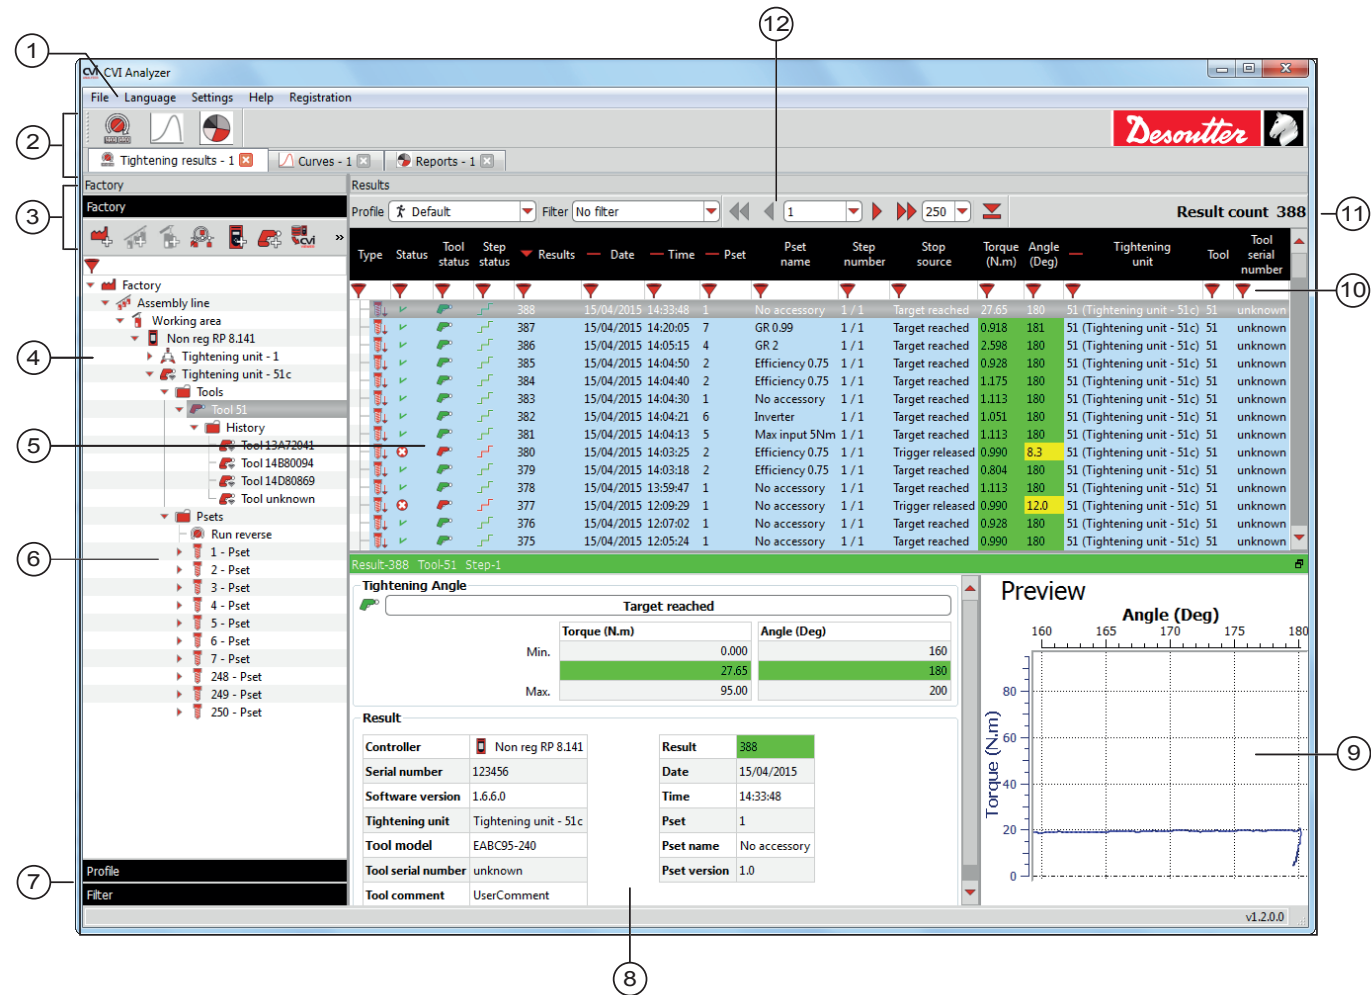 12
1
CVI CVI Analyzer
File Language Settings Help Registration
2
Desoutter
Tightening results - 1 Curves - 1 Reports - 1
Factory Results
3
Factory Profile Default Filter No filter 1 250 Result count 388
11
cvi »
Type Status Tool status Step status Results Date Time Pset Pset name Step number Stop source Torque (N.m) Angle (Deg) Tightening unit Tool Tool serial number
10
388 15/04/2015 14:33:48 1 No accessory 1 / 1 Target reached 27.65 180 51 (Tightening unit - 51c) 51 unknown
387 15/04/2015 14:20:05 7 GR 0.99 1 / 1 Target reached 0.918 181 51 (Tightening unit - 51c) 51 unknown
386 15/04/2015 14:05:15 4 GR 2 1 / 1 Target reached 2.598 180 51 (Tightening unit - 51c) 51 unknown
385 15/04/2015 14:04:50 2 Efficiency 0.75 1 / 1 Target reached 0.928 180 51 (Tightening unit - 51c) 51 unknown
384 15/04/2015 14:04:40 2 Efficiency 0.75 1 / 1 Target reached 1.175 180 51 (Tightening unit - 51c) 51 unknown
383 15/04/2015 14:04:30 1 No accessory 1 / 1 Target reached 1.113 180 51 (Tightening unit - 51c) 51 unknown
382 15/04/2015 14:04:21 6 Inverter 1 / 1 Target reached 1.051 180 51 (Tightening unit - 51c) 51 unknown
381 15/04/2015 14:04:13 5 Max input 5Nm 1 / 1 Target reached 1.113 180 51 (Tightening unit - 51c) 51 unknown
380 15/04/2015 14:03:25 2 Efficiency 0.75 1 / 1 Trigger released 0.990 8.3 51 (Tightening unit - 51c) 51 unknown
379 15/04/2015 14:03:18 2 Efficiency 0.75 1 / 1 Target reached 0.804 180 51 (Tightening unit - 51c) 51 unknown
378 15/04/2015 13:59:47 1 No accessory 1 / 1 Target reached 1.113 180 51 (Tightening unit - 51c) 51 unknown
377 15/04/2015 12:09:29 1 No accessory 1 / 1 Trigger released 0.990 12.0 51 (Tightening unit - 51c) 51 unknown
376 15/04/2015 12:07:02 1 No accessory 1 / 1 Target reached 0.928 180 51 (Tightening unit - 51c) 51 unknown
375 15/04/2015 12:05:24 1 No accessory 1 / 1 Target reached 0.990 180 51 (Tightening unit - 51c) 51 unknown
Factory
Assembly line
Working area
Non reg RP 8.141
4
Tightening unit - 1
Tightening unit - 51c
Tools
Tool 51
History
5
Tool 13A72041
Tool 14B80094
Tool 14D80869
Tool unknown
Psets
Run reverse
6
1 - Pset
2 - Pset
3 - Pset
4 - Pset
5 - Pset
6 - Pset
7 - Pset
248 - Pset
249 - Pset
250 - Pset
7
Profile
Filter
Result-388 Tool-51 Step-1
Tightening Angle
Target reached
Torque (N.m) Angle (Deg)
Min. 0.000 160
27.65 180
Max. 95.00 200
Result
Controller Non reg RP 8.141 Result 388
Serial number 123456 Date 15/04/2015
Software version 1.6.6.0 Time 14:33:48
Tightening unit Tightening unit - 51c Pset 1
Tool model EABC95-240 Pset name No accessory
Tool serial number unknown Pset version 1.0
Tool comment UserComment
8
Preview
Angle (Deg)
160 165 170 175 180
Torque (N.m)
80
60
40
20
0
9
v1.2.0.0